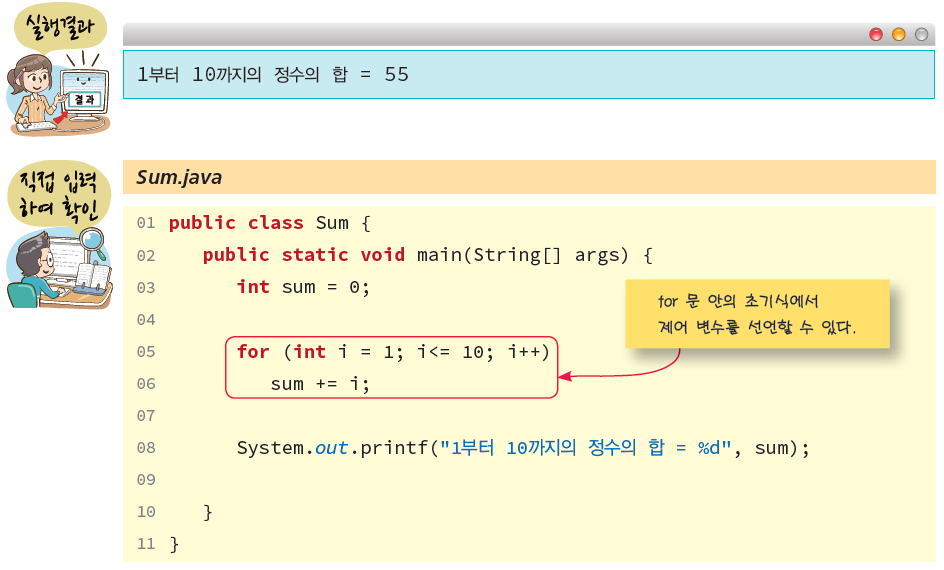 실행결과
결과
1부터 10까지의 정수의 합 = 55
직접 입력
하여 확인
Sum.java
01 public class Sum {
02 public static void main(String[] args) {
03 int sum = 0;
for 문 안의 초기식에서
제어 변수를 선언할 수 있다.
04
05 for (int i = 1; i<= 10; i++)
06 sum += i;
07
08 System.out.printf("1부터 10까지의 정수의 합 = %d", sum);
09
10 }
11 }